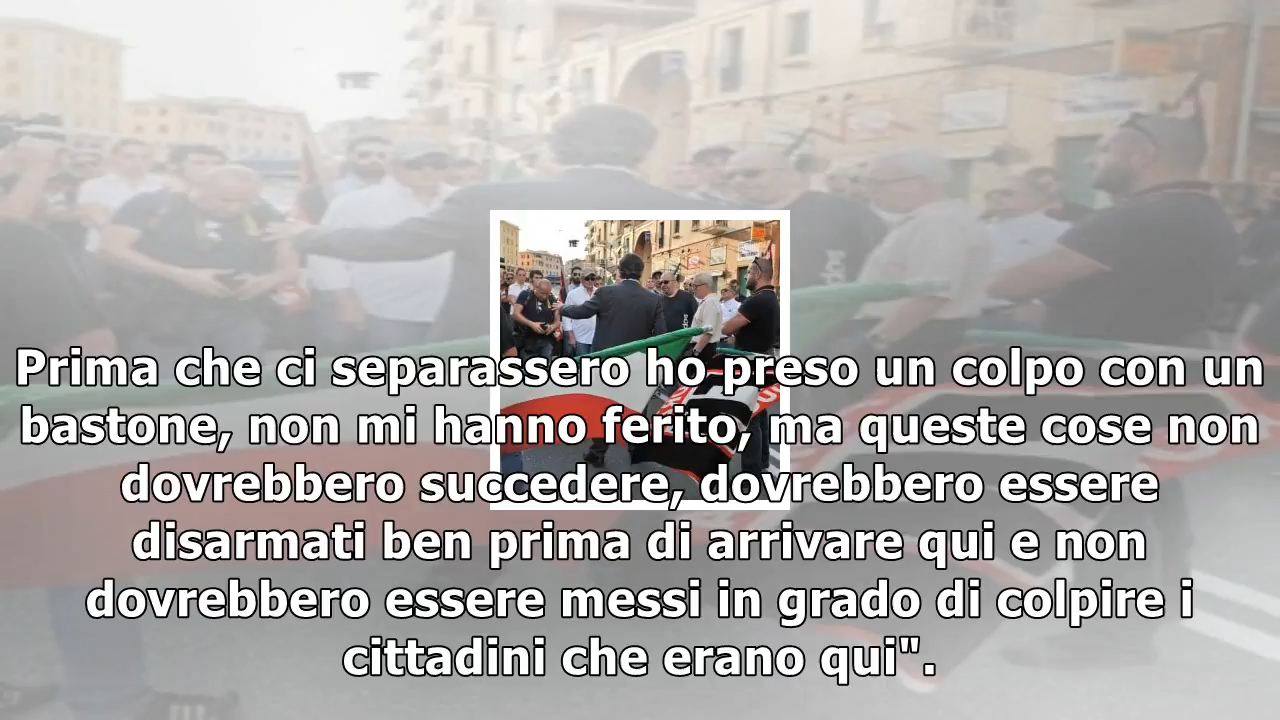 Prima che ci separassero ho preso un colpo con un
bastone, non mi hanno ferito, ma queste cose non
dovrebbero succedere, dovrebbero essere
disarmati ben prima di arrivare qui e non
dovrebbero essere messi in grado di colpire i
cittadini che erano qui".